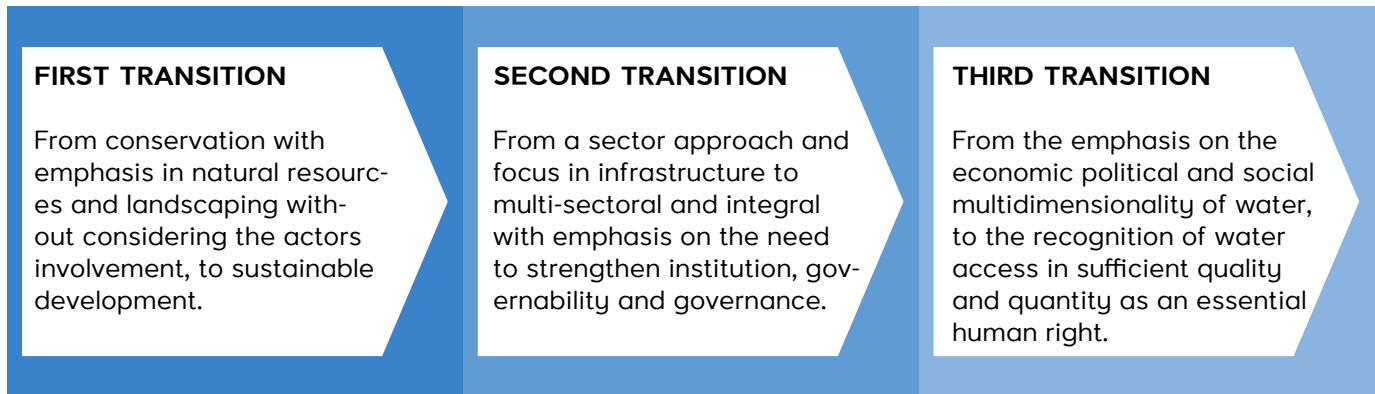 FIRST TRANSITION
From conservation with
emphasis in natural resourc-
es and landscaping with-
out considering the actors
involvement, to sustainable
development.
SECOND TRANSITION
From a sector approach and
focus in infrastructure to
multi-sectoral and integral
with emphasis on the need
to strengthen institution, gov-
ernability and governance.
THIRD TRANSITION
From the emphasis on the
economic political and social
multidimensionality of water,
to the recognition of water
access in sufficient quality
and quantity as an essential
human right.